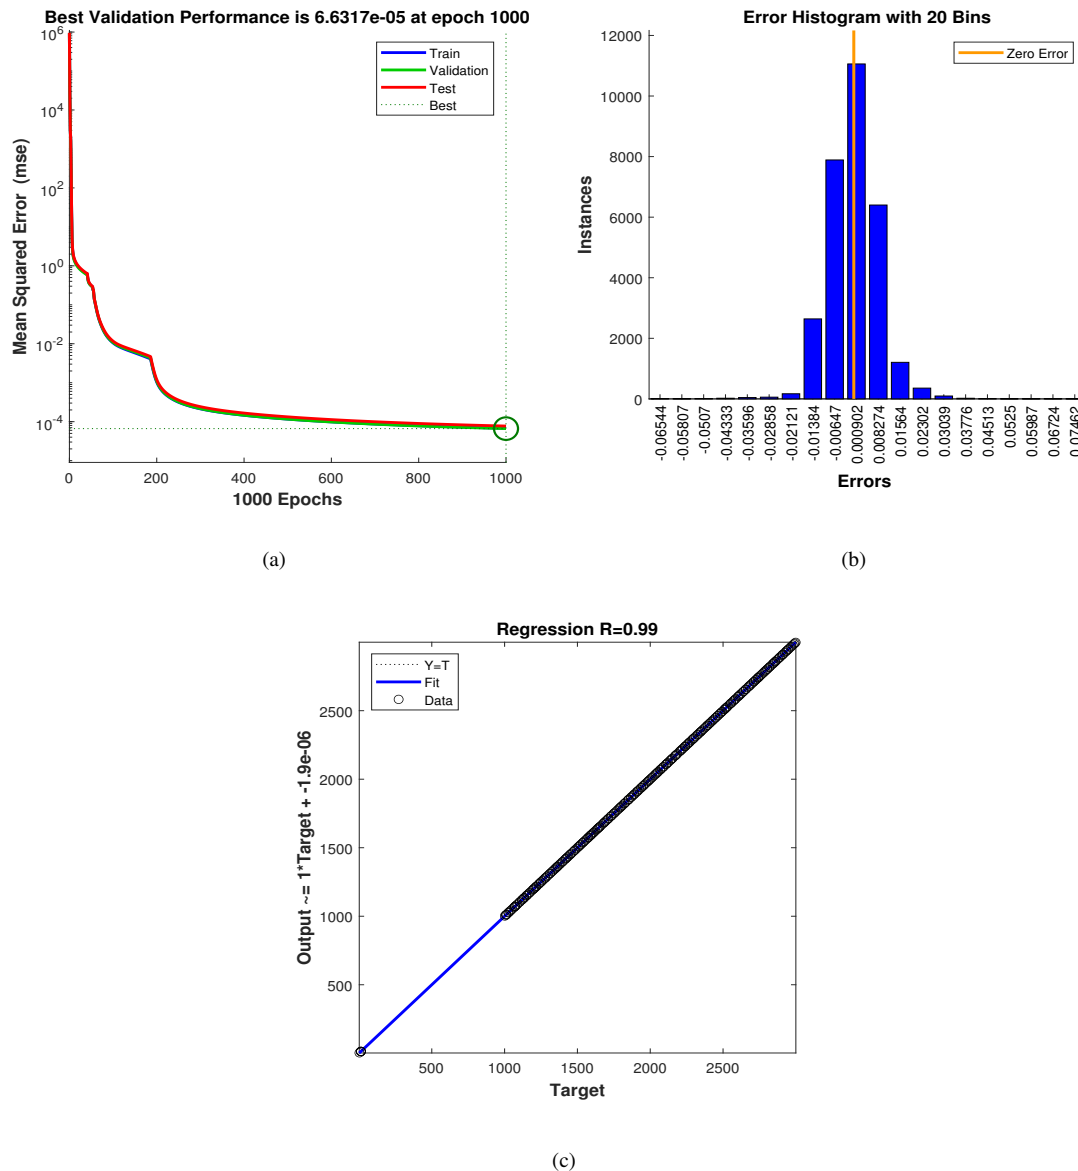 Best Validation Performance is 6.6317e-05 at epoch 1000
Mean Squared Error (mse)
10^6
10^4
10^2
10^0
10^-2
10^-4
Train
Validation
Test
Best
0 200 400 600 800 1000
1000 Epochs
(a)
Error Histogram with 20 Bins
Instances
12000
10000
8000
6000
4000
2000
0
Zero Error
-0.06544
-0.05807
-0.0507
-0.04333
-0.03596
-0.02858
-0.02121
-0.01384
-0.00647
0.000902
0.008274
0.01564
0.02302
0.03039
0.03776
0.04513
0.0525
0.05987
0.06724
0.07462
Errors
(b)
Regression R=0.99
Output ~= 1*Target + -1.9e-06
Y=T
Fit
Data
2500
2000
1500
1000
500
500 1000 1500 2000 2500
Target
(c)